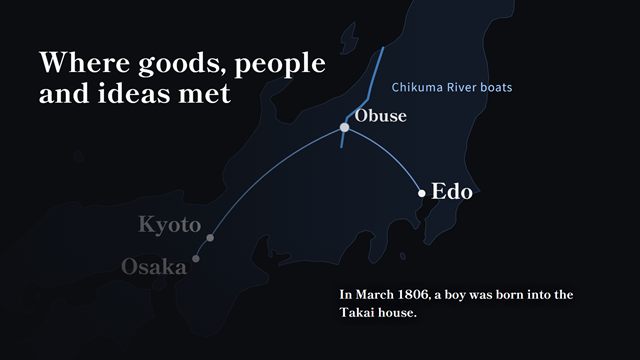 Where goods, people
and ideas met
Chikuma River boats
Obuse
Edo
Kyoto
Osaka
In March 1806, a boy was born into the
Takai house.